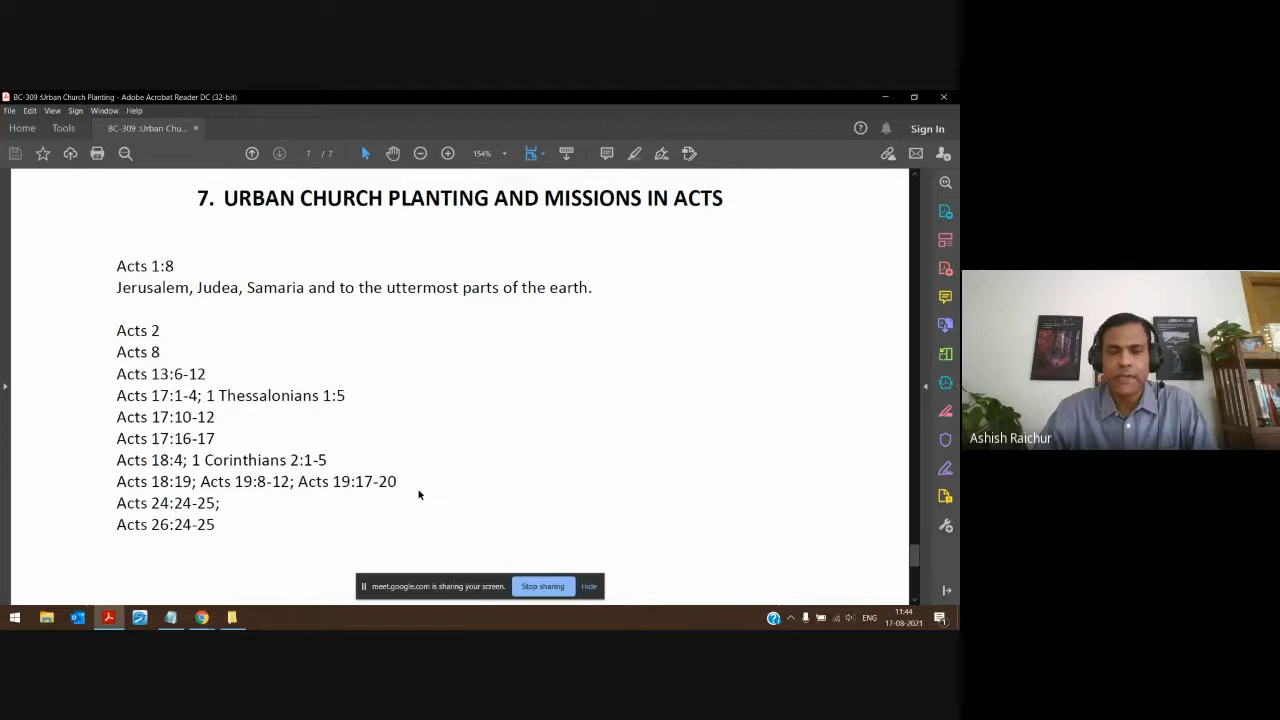 BC-309 :Urban Church Planting - Adobe Acrobat Reader DC (32-bit)
File Edit View Sign Window Help
Home Tools BC-309 :Urban Chu... × Sign In
7 / 7 154%
7. URBAN CHURCH PLANTING AND MISSIONS IN ACTS
Acts 1:8
Jerusalem, Judea, Samaria and to the uttermost parts of the earth.
Acts 2
Acts 8
Acts 13:6-12
Acts 17:1-4; 1 Thessalonians 1:5
Acts 17:10-12
Acts 17:16-17
Acts 18:4; 1 Corinthians 2:1-5
Acts 18:19; Acts 19:8-12; Acts 19:17-20
Acts 24:24-25;
Acts 26:24-25
meet.google.com is sharing your screen. Stop sharing Hide
ENG 11:44
17-08-2021
Ashish Raichur